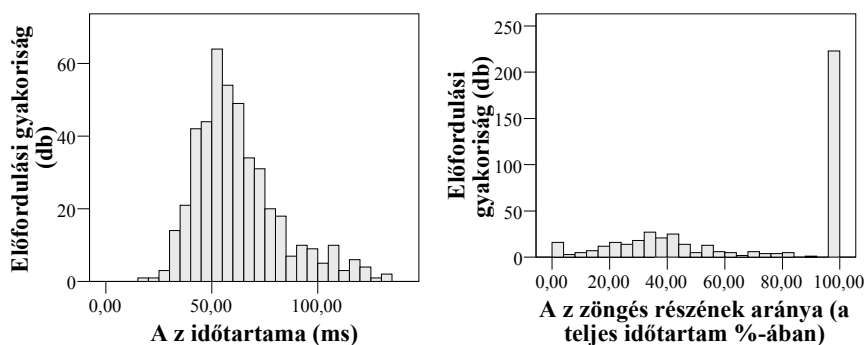 Előfordulási gyakoriság
(db)
60
40
20
0
0,00
50,00
100,00
A z időtartama (ms)
Előfordulási
gyakoriság (db)
250
200
150
100
50
0
0,00
20,00
40,00
60,00
80,00
100,00
A z zöngés részének aránya (a
teljes időtartam %-ában)